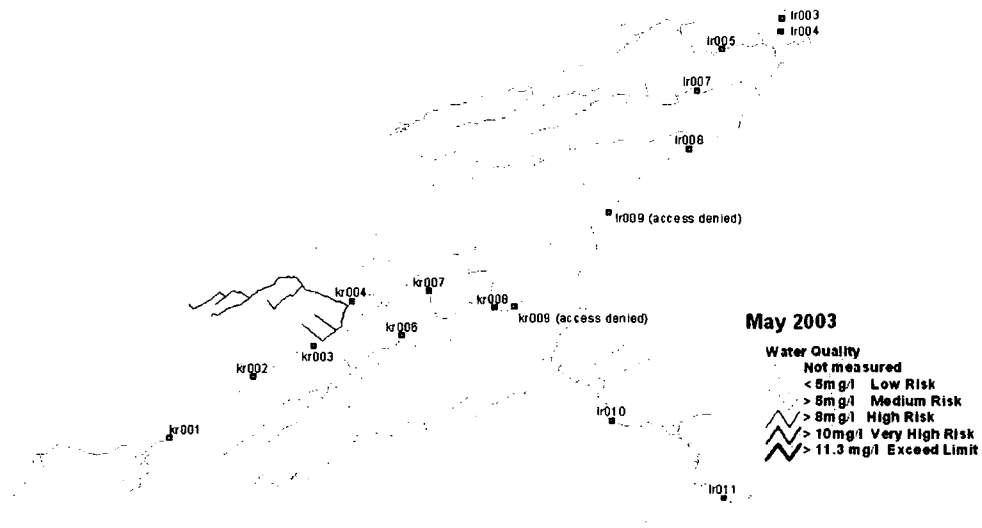 lr003
lr004
lr005
lr007
lr008
lr009 (access denied)
kr004
kr007
kr008
kr009 (access denied)
kr006
kr003
kr002
kr001
lr010
lr011
May 2003
Water Quality
Not measured
< 5mg/l Low Risk
> 5mg/l Medium Risk
> 8mg/l High Risk
> 10mg/l Very High Risk
> 11.3 mg/l Exceed Limit